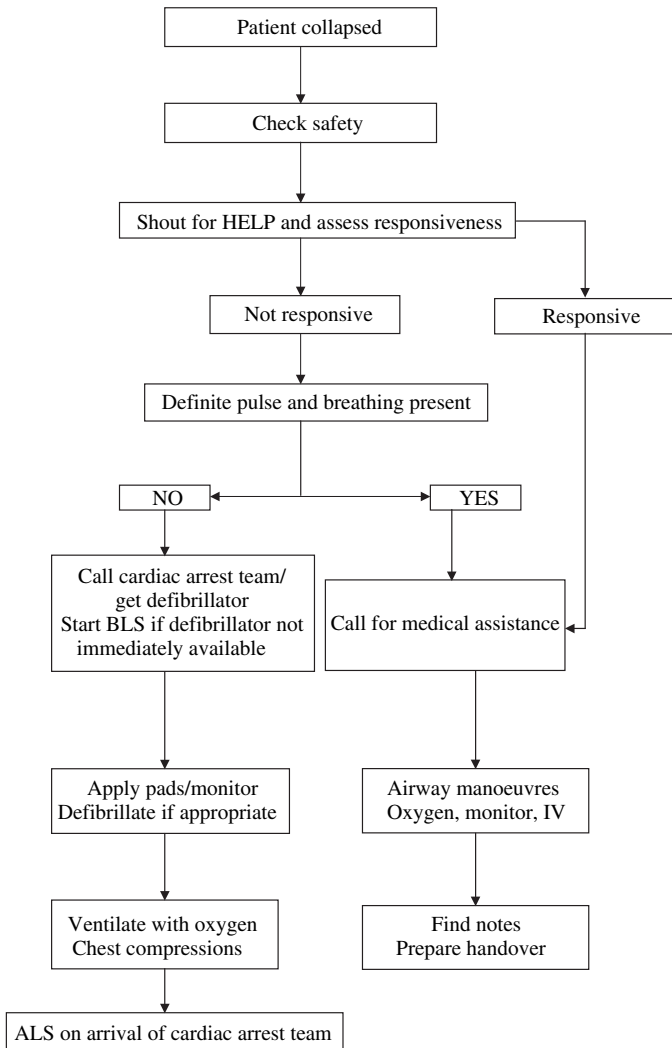 Patient collapsed
Check safety
Shout for HELP and assess responsiveness
Not responsive
Responsive
Definite pulse and breathing present
NO
YES
Call cardiac arrest team/
get defibrillator
Start BLS if defibrillator not
immediately available
Call for medical assistance
Apply pads/monitor
Defibrillate if appropriate
Airway manoeuvres
Oxygen, monitor, IV
Ventilate with oxygen
Chest compressions
Find notes
Prepare handover
ALS on arrival of cardiac arrest team